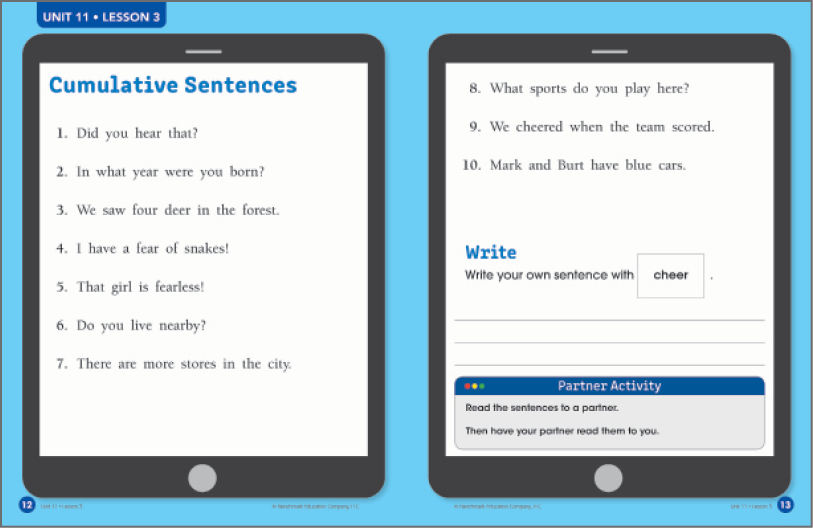 UNIT 11 • LESSON 3
Cumulative Sentences
1. Did you hear that?
2. In what year were you born?
3. We saw four deer in the forest.
4. I have a fear of snakes!
5. That girl is fearless!
6. Do you live nearby?
7. There are more stores in the city.
12 Unit 11 • Lesson 3
© Benchmark Education Company, LLC
8. What sports do you play here?
9. We cheered when the team scored.
10. Mark and Burt have blue cars.
Write
Write your own sentence with cheer .
Partner Activity
Read the sentences to a partner.
Then have your partner read them to you.
© Benchmark Education Company, LLC
Unit 11 • Lesson 3 13